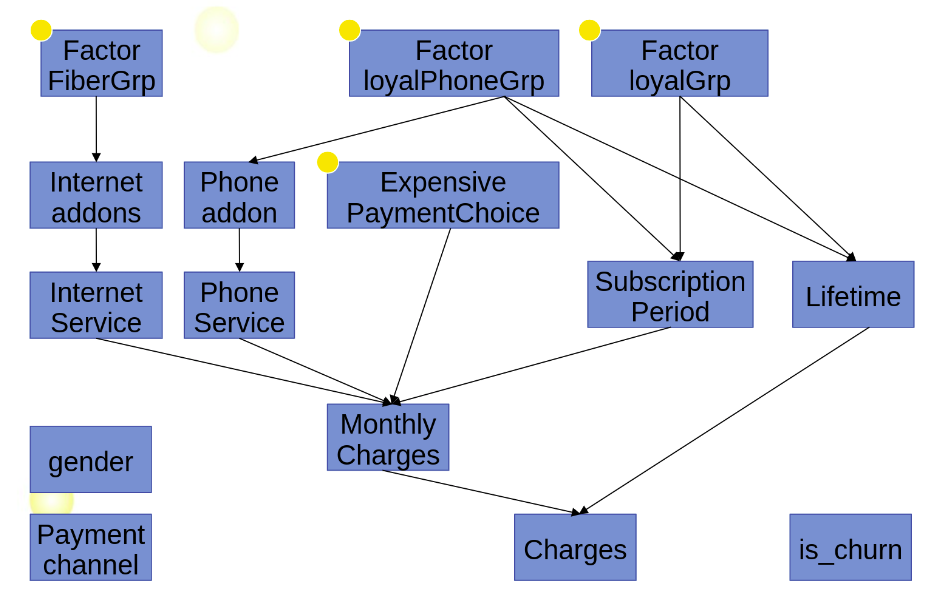 Factor
FiberGrp
Factor
loyalPhoneGrp
Factor
loyalGrp
Internet
addons
Phone
addon
Expensive
PaymentChoice
Internet
Service
Phone
Service
Subscription
Period
Lifetime
Monthly
Charges
gender
Payment
channel
Charges
is_churn